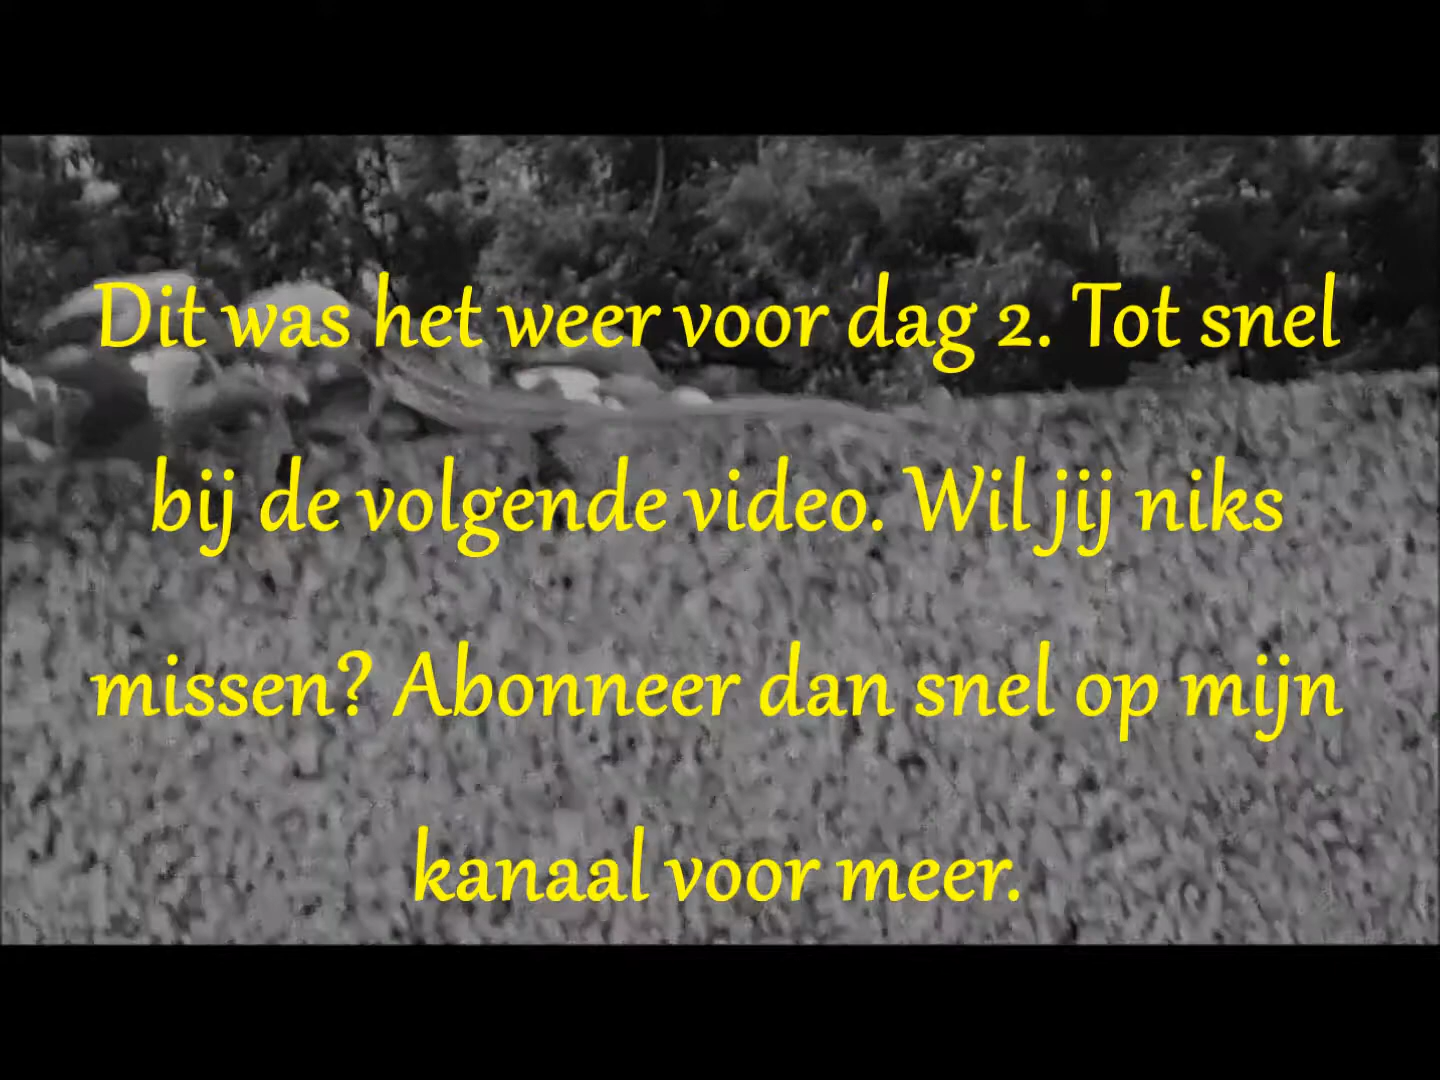 Dit was het weer voor dag 2. Tot snel
bij de volgende video. Wil jij niks
missen? Abonneer dan snel op mijn
kanaal voor meer.